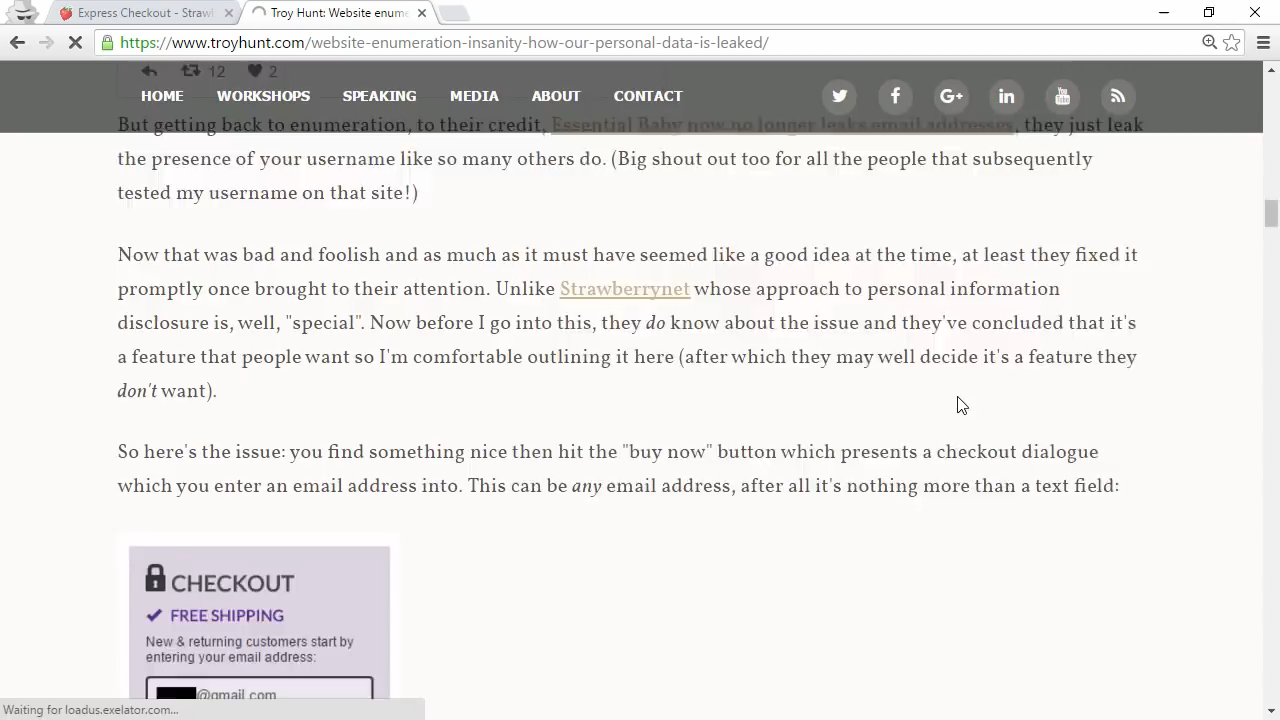 Express Checkout - Straw
Troy Hunt: Website enum
https://www.troyhunt.com/website-enumeration-insanity-how-our-personal-data-is-leaked/
12 2
HOME WORKSHOPS SPEAKING MEDIA ABOUT CONTACT
But getting back to enumeration, to their credit, Essential Baby now no longer leaks email addresses, they just leak
the presence of your username like so many others do. (Big shout out too for all the people that subsequently
tested my username on that site!)
Now that was bad and foolish and as much as it must have seemed like a good idea at the time, at least they fixed it
promptly once brought to their attention. Unlike Strawberrynet whose approach to personal information
disclosure is, well, "special". Now before I go into this, they do know about the issue and they've concluded that it's
a feature that people want so I'm comfortable outlining it here (after which they may well decide it's a feature they
don't want).
So here's the issue: you find something nice then hit the "buy now" button which presents a checkout dialogue
which you enter an email address into. This can be any email address, after all it's nothing more than a text field:
CHECKOUT
FREE SHIPPING
New & returning customers start by
entering your email address:
@gmail.com
Waiting for loadus.exelator.com...